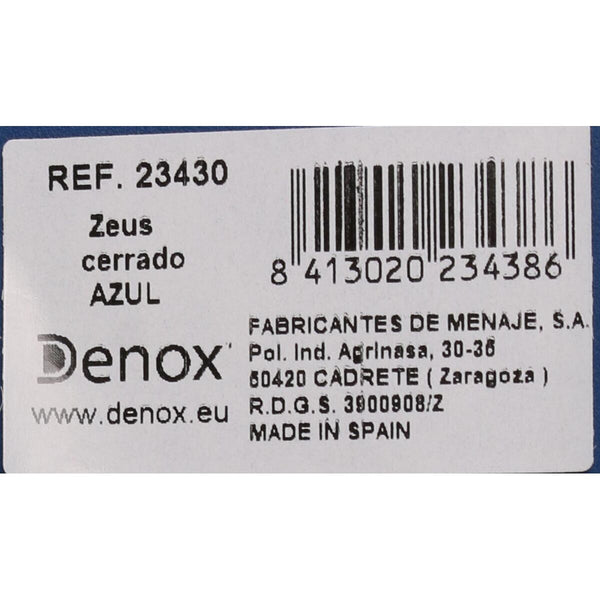 REF. 23430
Zeus
cerrado
AZUL
Denox
www.denox.eu
8 413020 234386
FABRICANTES DE MENAJE, S.A.
Pol. Ind. Agrinasa, 30-36
50420 CADRETE ( Zaragoza )
R.D.G.S. 3900908/Z
MADE IN SPAIN